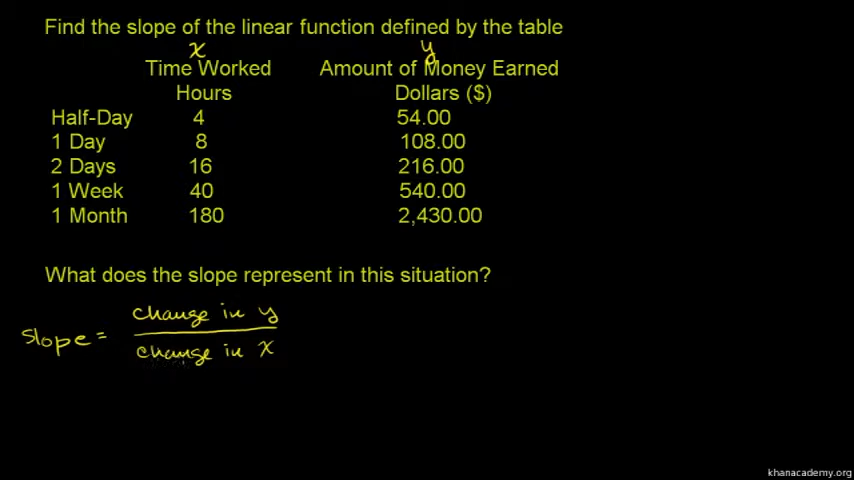 Find the slope of the linear function defined by the table
x y
Time Worked Amount of Money Earned
Hours Dollars ($)
Half-Day 4 54.00
1 Day 8 108.00
2 Days 16 216.00
1 Week 40 540.00
1 Month 180 2,430.00
What does the slope represent in this situation?
change in y
slope =
change in x
khanacademy.org